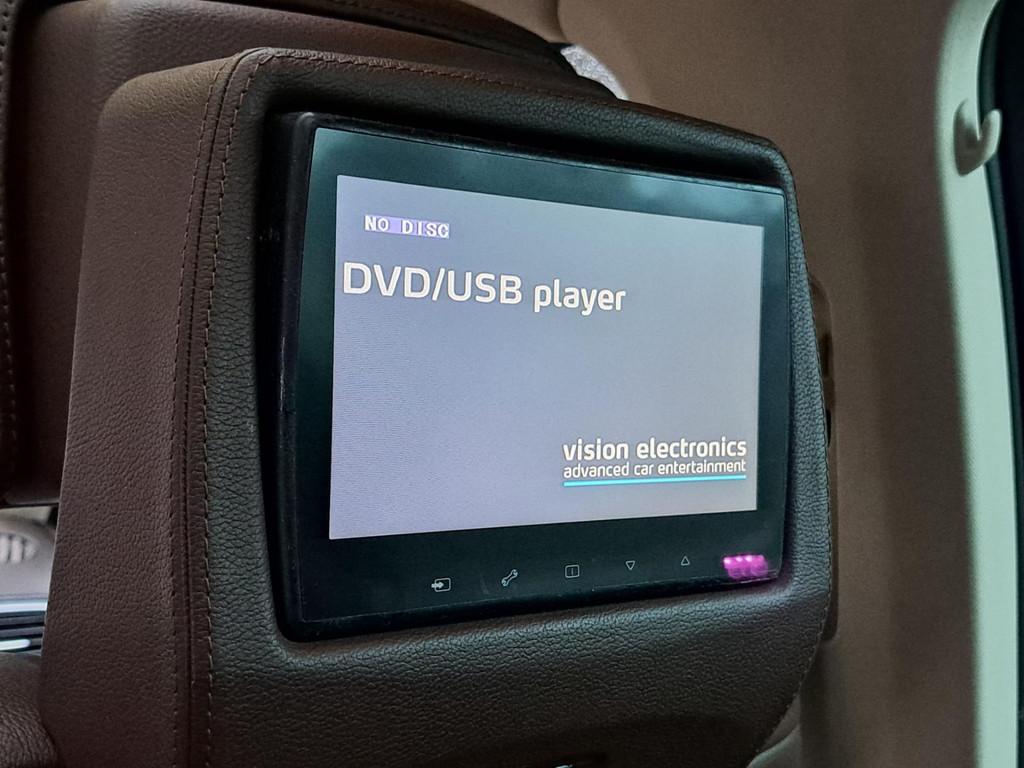 NO DISC
DVD/USB player
vision electronics
advanced car entertainment